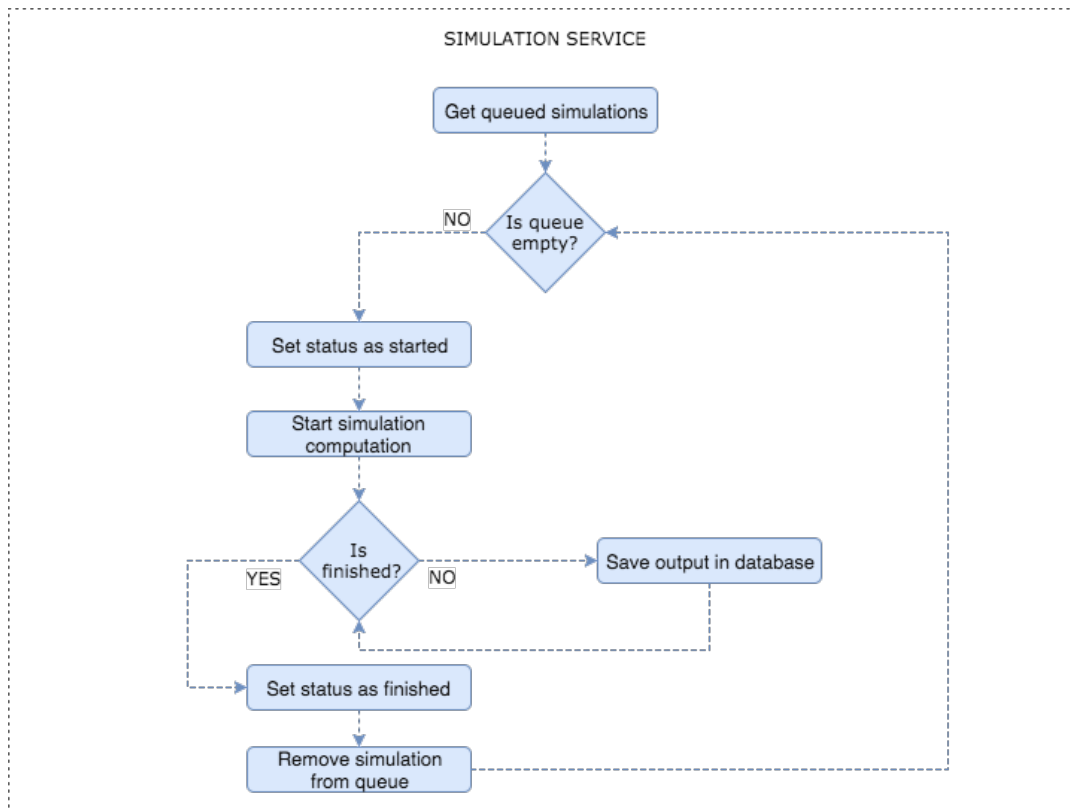 SIMULATION SERVICE
Get queued simulations
Is queue
empty?
NO
Set status as started
Start simulation
computation
Is
finished?
YES
NO
Save output in database
Set status as finished
Remove simulation
from queue